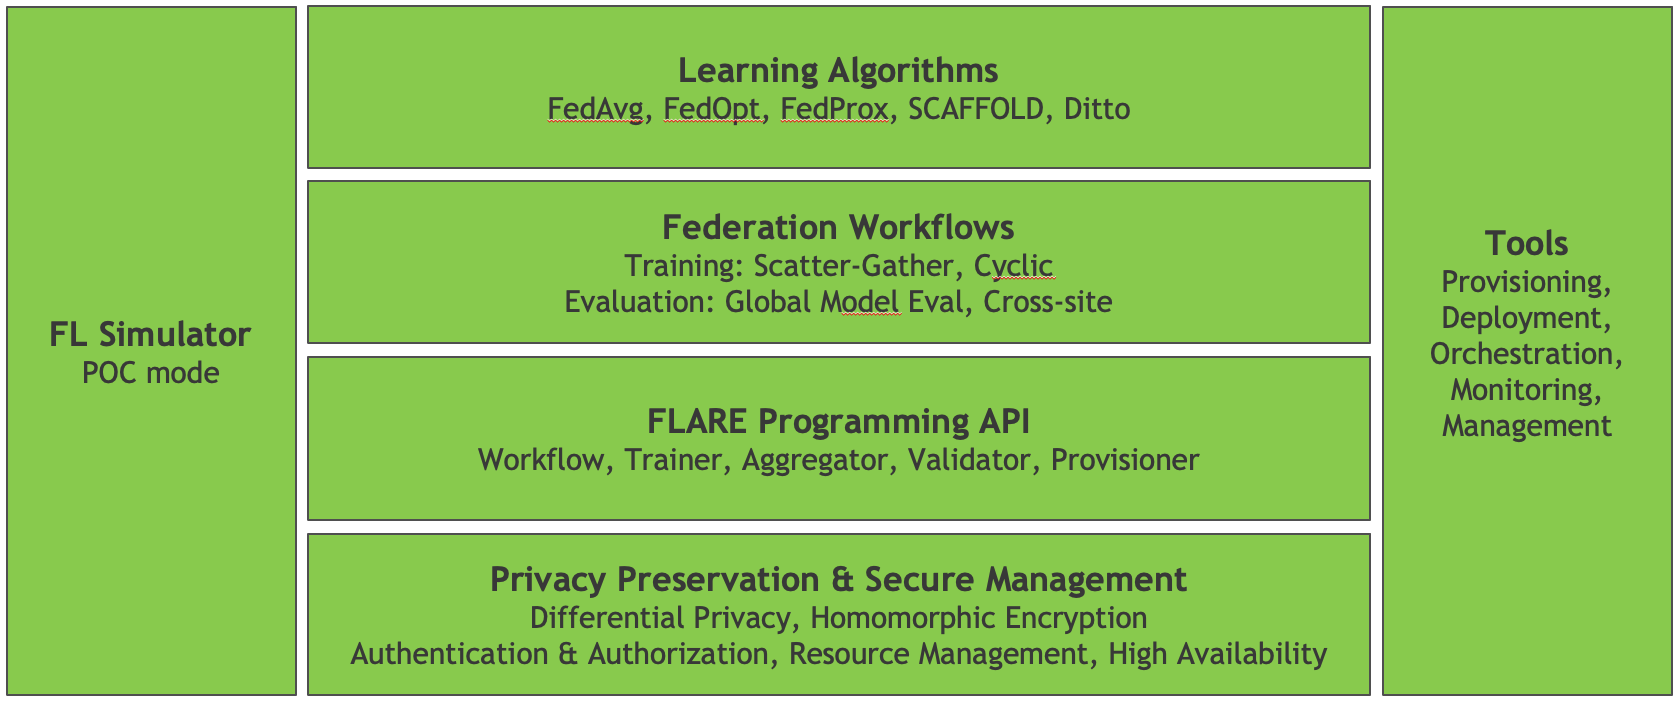 FL Simulator
POC mode
Learning Algorithms
FedAvg, FedOpt, FedProx, SCAFFOLD, Ditto
Federation Workflows
Training: Scatter-Gather, Cyclic
Evaluation: Global Model Eval, Cross-site
FLARE Programming API
Workflow, Trainer, Aggregator, Validator, Provisioner
Privacy Preservation & Secure Management
Differential Privacy, Homomorphic Encryption
Authentication & Authorization, Resource Management, High Availability
Tools
Provisioning,
Deployment,
Orchestration,
Monitoring,
Management